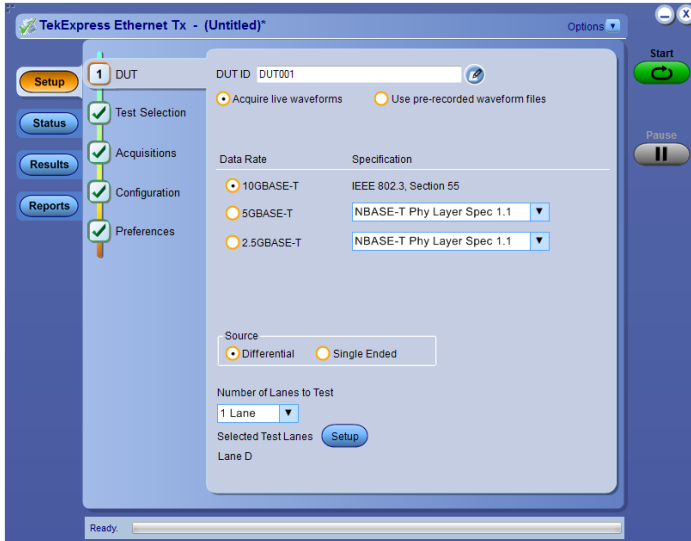 TekExpress Ethernet Tx - (Untitled)*
Options
Start
Pause
Setup
Status
Results
Reports
1 DUT
Test Selection
Acquisitions
Configuration
Preferences
DUT ID DUT001
Acquire live waveforms Use pre-recorded waveform files
Data Rate Specification
10GBASE-T IEEE 802.3, Section 55
5GBASE-T NBASE-T Phy Layer Spec 1.1
2.5GBASE-T NBASE-T Phy Layer Spec 1.1
Source
Differential Single Ended
Number of Lanes to Test
1 Lane
Selected Test Lanes Setup
Lane D
Ready.